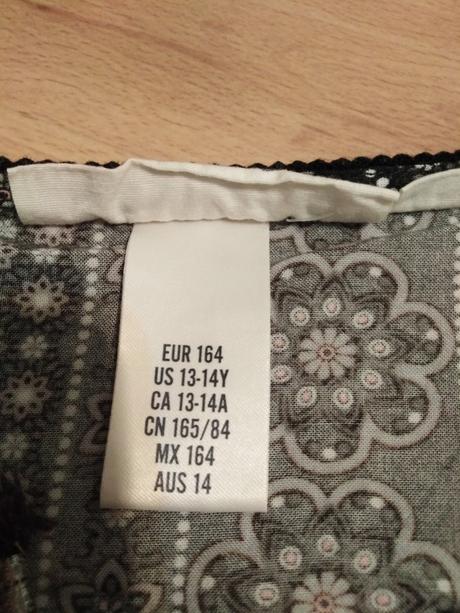 EUR 164
US 13-14Y
CA 13-14A
CN 165/84
MX 164
AUS 14